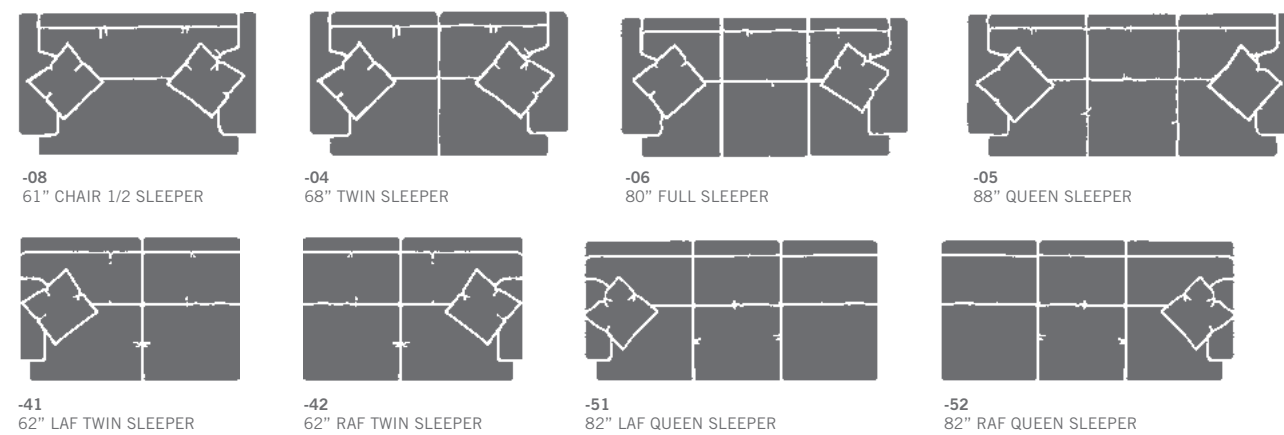 -08
61” CHAIR 1/2 SLEEPER
-04
68” TWIN SLEEPER
-06
80” FULL SLEEPER
-05
88” QUEEN SLEEPER
-41
62” LAF TWIN SLEEPER
-42
62” RAF TWIN SLEEPER
-51
82” LAF QUEEN SLEEPER
-52
82” RAF QUEEN SLEEPER